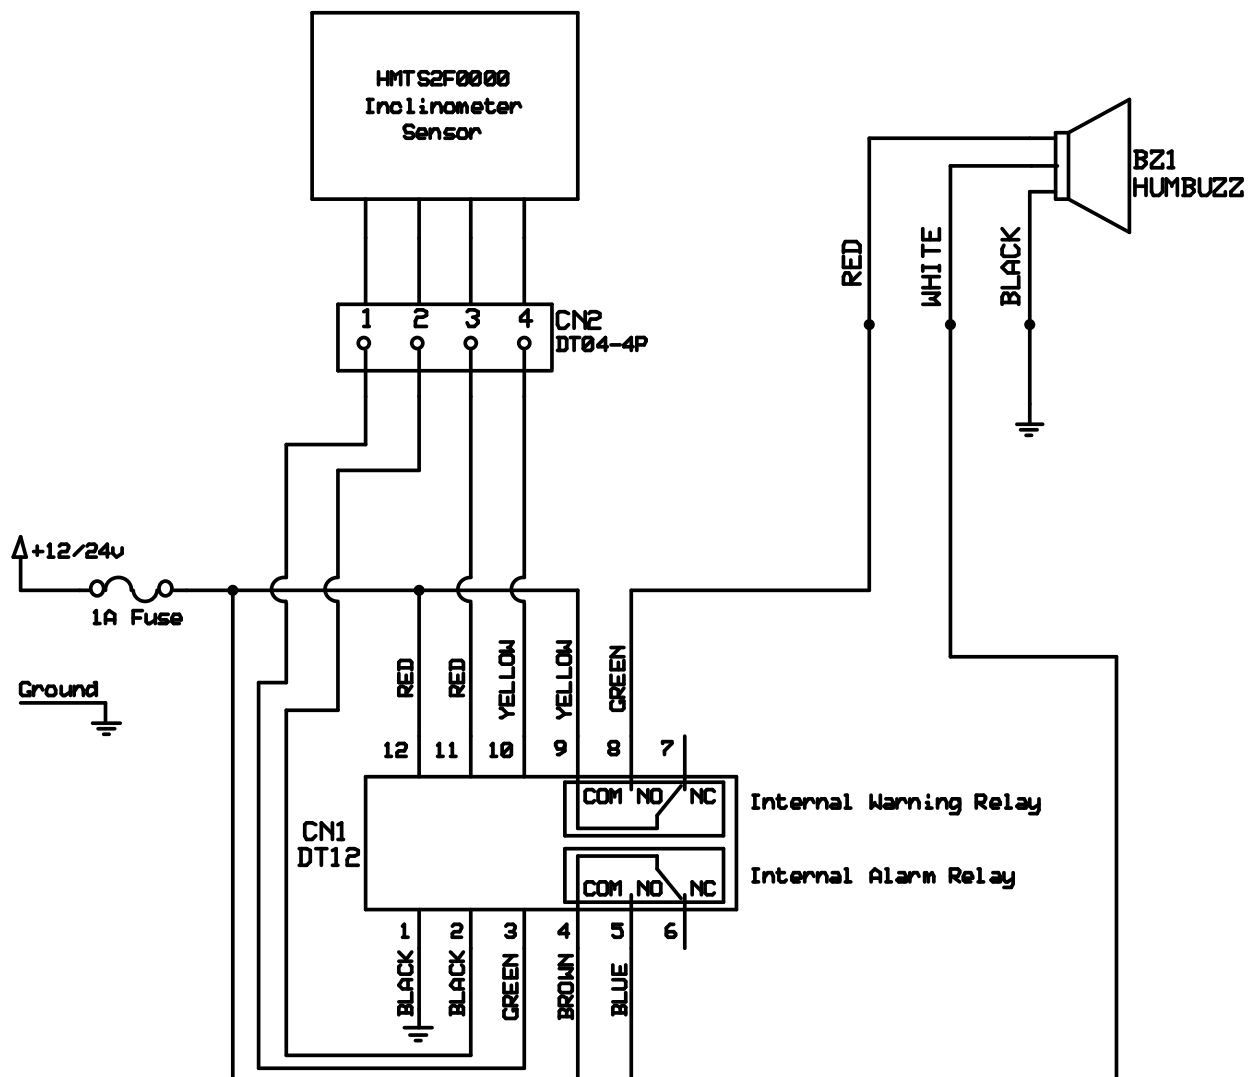 HMTS2F0000
Inclinometer
Sensor
BZ1
HUMBUZZ
RED
WHITE
BLACK
1 2 3 4
CN2
DT04-4P
+12/24v
1A Fuse
Ground
RED
RED
YELLOW
YELLOW
GREEN
12 11 10 9 8 7
COM NO NC
Internal Warning Relay
CN1
DT12
Internal Alarm Relay
COM NO NC
1 2 3 4 5 6
BLACK
BLACK
GREEN
BROWN
BLUE